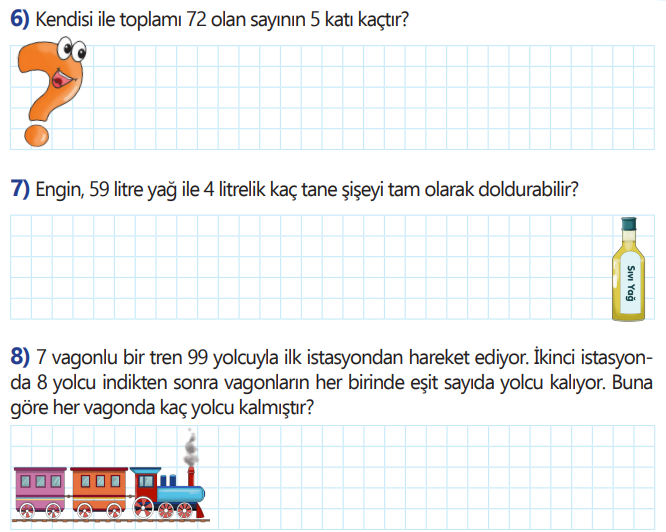 6) Kendisi ile toplamı 72 olan sayının 5 katı kaçtır?
7) Engin, 59 litre yağ ile 4 litrelik kaç tane şişeyi tam olarak doldurabilir?
Sıvı Yağ
8) 7 vagonlu bir tren 99 yolcuyla ilk istasyondan hareket ediyor. İkinci istasyon-
da 8 yolcu indikten sonra vagonların her birinde eşit sayıda yolcu kalıyor. Buna
göre her vagonda kaç yolcu kalmıştır?